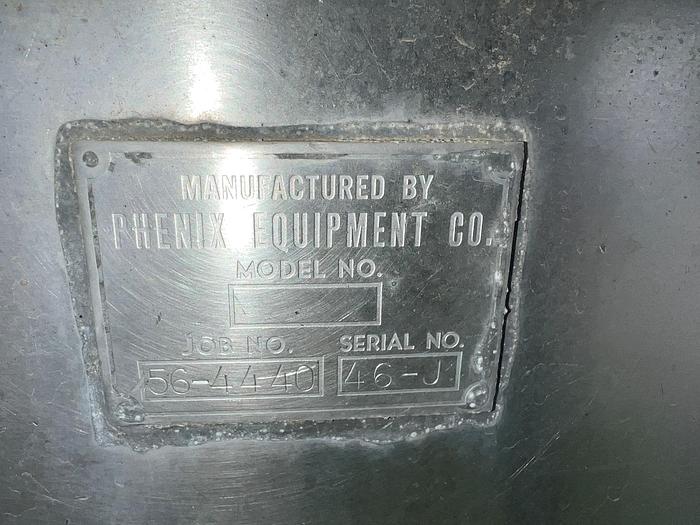 MANUFACTURED BY
PHENIX EQUIPMENT CO.
MODEL NO.
JOB NO. SERIAL NO.
56-4440 46-J